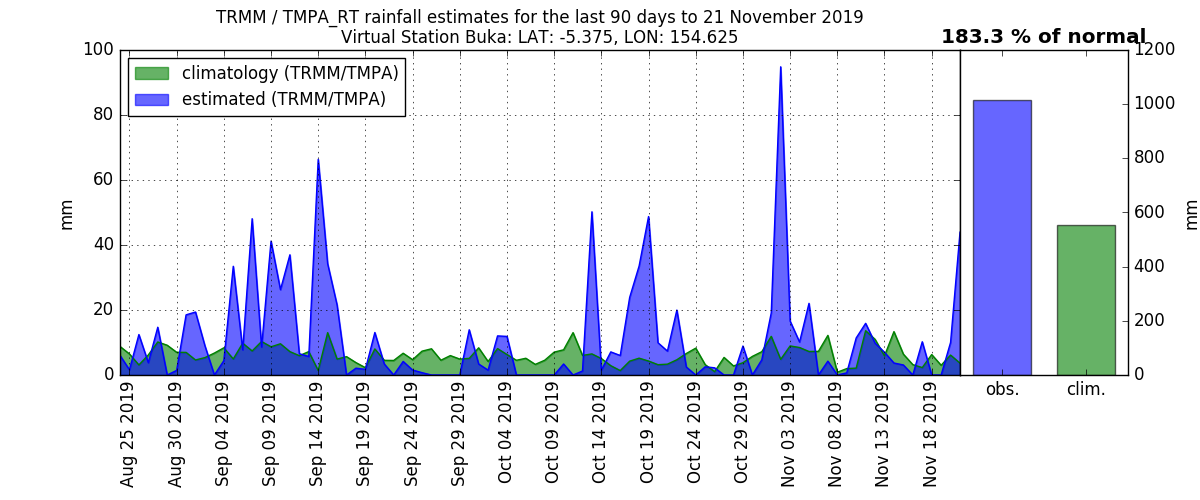 TRMM / TMPA_RT rainfall estimates for the last 90 days to 21 November 2019
Virtual Station Buka: LAT: -5.375, LON: 154.625
183.3 % of normal
climatology (TRMM/TMPA)
estimated (TRMM/TMPA)
100
80
60
40
20
0
mm
1200
1000
800
600
400
200
0
mm
Aug 25 2019
Aug 30 2019
Sep 04 2019
Sep 09 2019
Sep 14 2019
Sep 19 2019
Sep 24 2019
Sep 29 2019
Oct 04 2019
Oct 09 2019
Oct 14 2019
Oct 19 2019
Oct 24 2019
Oct 29 2019
Nov 03 2019
Nov 08 2019
Nov 13 2019
Nov 18 2019
obs.
clim.